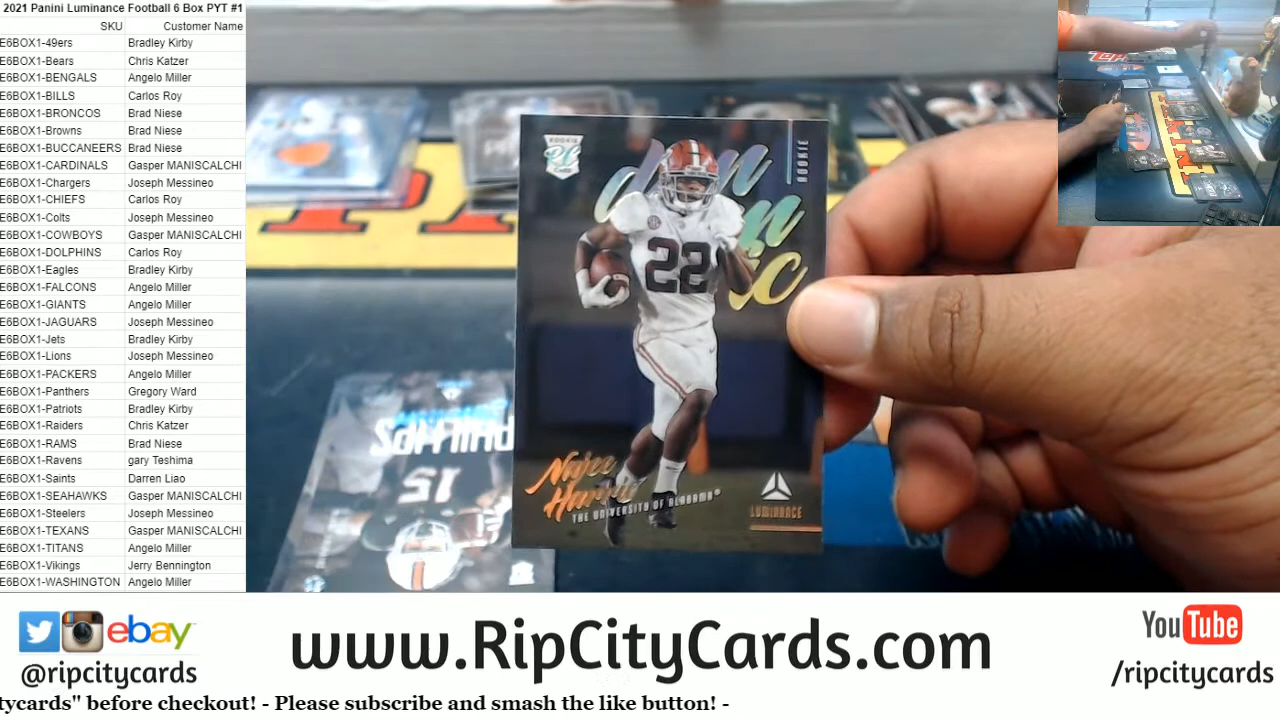 2021 Panini Luminance Football 6 Box PYT #1
SKU Customer Name
E6BOX1-49ers Bradley Kirby
E6BOX1-Bears Chris Katzer
E6BOX1-BENGALS Angelo Miller
E6BOX1-BILLS Carlos Roy
E6BOX1-BRONCOS Brad Niese
E6BOX1-Browns Brad Niese
E6BOX1-BUCCANEERS Brad Niese
E6BOX1-CARDINALS Gasper MANISCALCHI
E6BOX1-Chargers Joseph Messineo
E6BOX1-CHIEFS Carlos Roy
E6BOX1-Colts Joseph Messineo
E6BOX1-COWBOYS Gasper MANISCALCHI
E6BOX1-DOLPHINS Carlos Roy
E6BOX1-Eagles Bradley Kirby
E6BOX1-FALCONS Angelo Miller
E6BOX1-GIANTS Angelo Miller
E6BOX1-JAGUARS Joseph Messineo
E6BOX1-Jets Bradley Kirby
E6BOX1-Lions Joseph Messineo
E6BOX1-PACKERS Angelo Miller
E6BOX1-Panthers Gregory Ward
E6BOX1-Patriots Bradley Kirby
E6BOX1-Raiders Chris Katzer
E6BOX1-RAMS Brad Niese
E6BOX1-Ravens gary Teshima
E6BOX1-Saints Darren Liao
E6BOX1-SEAHAWKS Gasper MANISCALCHI
E6BOX1-Steelers Joseph Messineo
E6BOX1-TEXANS Gasper MANISCALCHI
E6BOX1-TITANS Angelo Miller
E6BOX1-Vikings Jerry Bennington
E6BOX1-WASHINGTON Angelo Miller
ROOKIE
CARD
ROOKIE
22
Najee
Harris
THE UNIVERSITY OF ALABAMA
LUMINANCE
ebay
@ripcitycards
www.RipCityCards.com
YouTube
/ripcitycards
tycards" before checkout! - Please subscribe and smash the like button! -